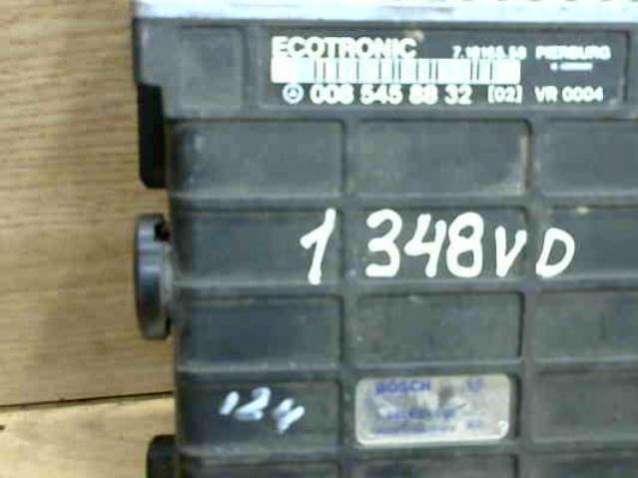 ECOTRONIC PIERBURG
008 545 88 32 [02] VR 0004
1 348VD
124
BOSCH